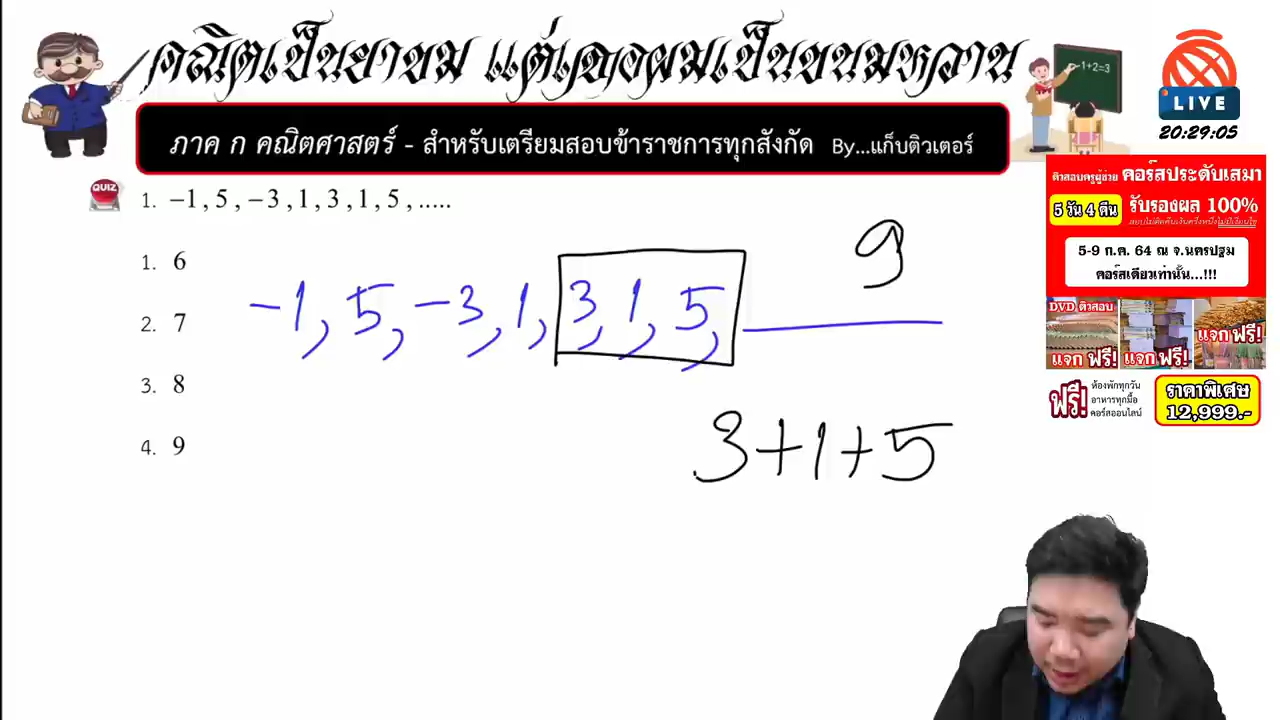 คณิตเป็นยาขม แต่เธอผมเป็นขนมหวาน
-1+2=3
LIVE
20:29:05
ภาค ก คณิตศาสตร์ - สำหรับเตรียมสอบข้าราชการทุกสังกัด By...แก็บติวเตอร์
ติวสอบครูผู้ช่วย คอร์สประดับเสมา
5 วัน 4 คืน
รับรองผล 100%
5-9 ก.ค. 64 ณ จ.นครปฐม
คอร์สเดียวเท่านั้น...!!!
DVD ติวสอบ
แจก ฟรี!
แจก ฟรี!
แจก ฟรี!
ฟรี!
ห้องพักทุกวัน
อาหารทุกมื้อ
คอร์สออนไลน์
ราคาพิเศษ
12,999.-
QUIZ
1. −1 , 5 , −3 , 1 , 3 , 1 , 5 , .....
1. 6
2. 7
3. 8
4. 9
-1, 5, -3, 1, 3, 1, 5, 9
3+1+5